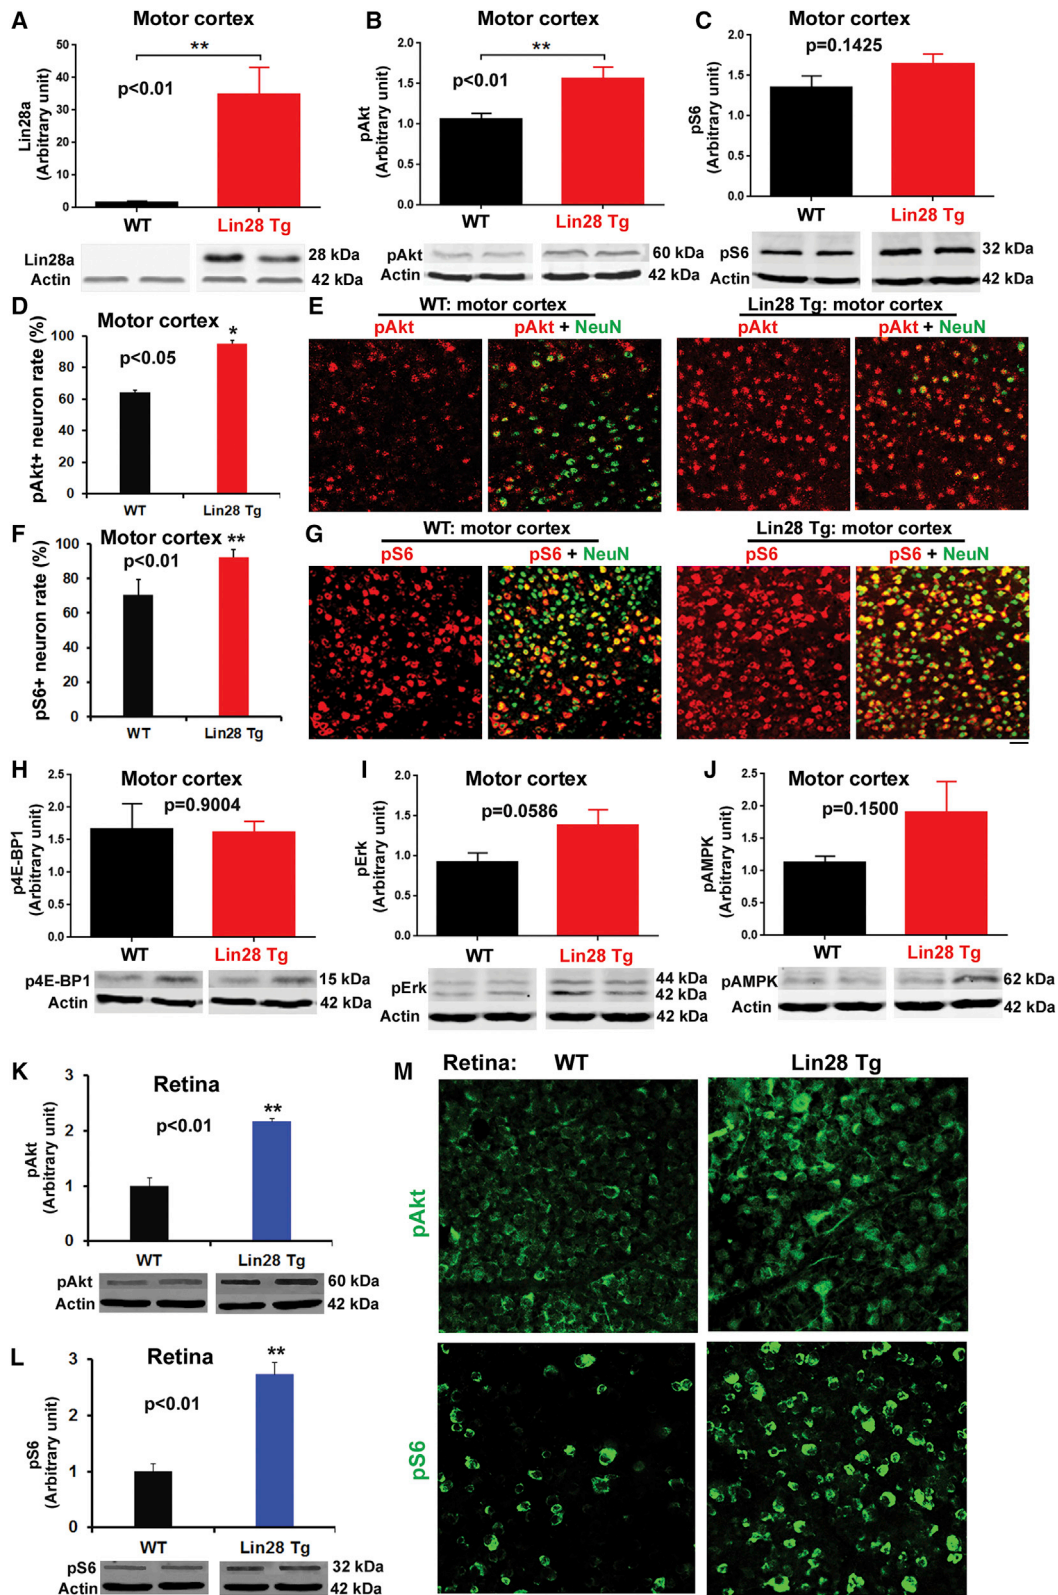 A
Motor cortex
Lin28a
(Arbitrary unit)
50
40
30
20
10
0
**
p<0.01
WT
Lin28 Tg
Lin28a
28 kDa
Actin
42 kDa
B
Motor cortex
pAkt
(Arbitrary unit)
2.0
1.5
1.0
0.5
0.0
**
p<0.01
WT
Lin28 Tg
pAkt
60 kDa
Actin
42 kDa
C
Motor cortex
pS6
(Arbitrary unit)
2.0
1.5
1.0
0.5
0.0
p=0.1425
WT
Lin28 Tg
pS6
32 kDa
Actin
42 kDa
D
Motor cortex
pAkt+ neuron rate (%)
100
80
60
40
20
0
*
p<0.05
WT
Lin28 Tg
E
WT: motor cortex
pAkt
pAkt + NeuN
Lin28 Tg: motor cortex
pAkt
pAkt + NeuN
F
Motor cortex
pS6+ neuron rate (%)
100
80
60
40
20
0
**
p<0.01
WT
Lin28 Tg
G
WT: motor cortex
pS6
pS6 + NeuN
Lin28 Tg: motor cortex
pS6
pS6 + NeuN
H
Motor cortex
p4E-BP1
(Arbitrary unit)
2.5
2.0
1.5
1.0
0.5
0.0
p=0.9004
WT
Lin28 Tg
p4E-BP1
15 kDa
Actin
42 kDa
I
Motor cortex
pErk
(Arbitrary unit)
2.0
1.5
1.0
0.5
0.0
p=0.0586
WT
Lin28 Tg
pErk
44 kDa
42 kDa
Actin
42 kDa
J
Motor cortex
pAMPK
(Arbitrary unit)
2.5
2.0
1.5
1.0
0.5
0.0
p=0.1500
WT
Lin28 Tg
pAMPK
62 kDa
Actin
42 kDa
K
Retina
pAkt
(Arbitrary unit)
3
2
1
0
**
p<0.01
WT
Lin28 Tg
pAkt
60 kDa
Actin
42 kDa
L
Retina
pS6
(Arbitrary unit)
3
2
1
0
**
p<0.01
WT
Lin28 Tg
pS6
32 kDa
Actin
42 kDa
M
Retina: WT
Lin28 Tg
pAkt
pS6